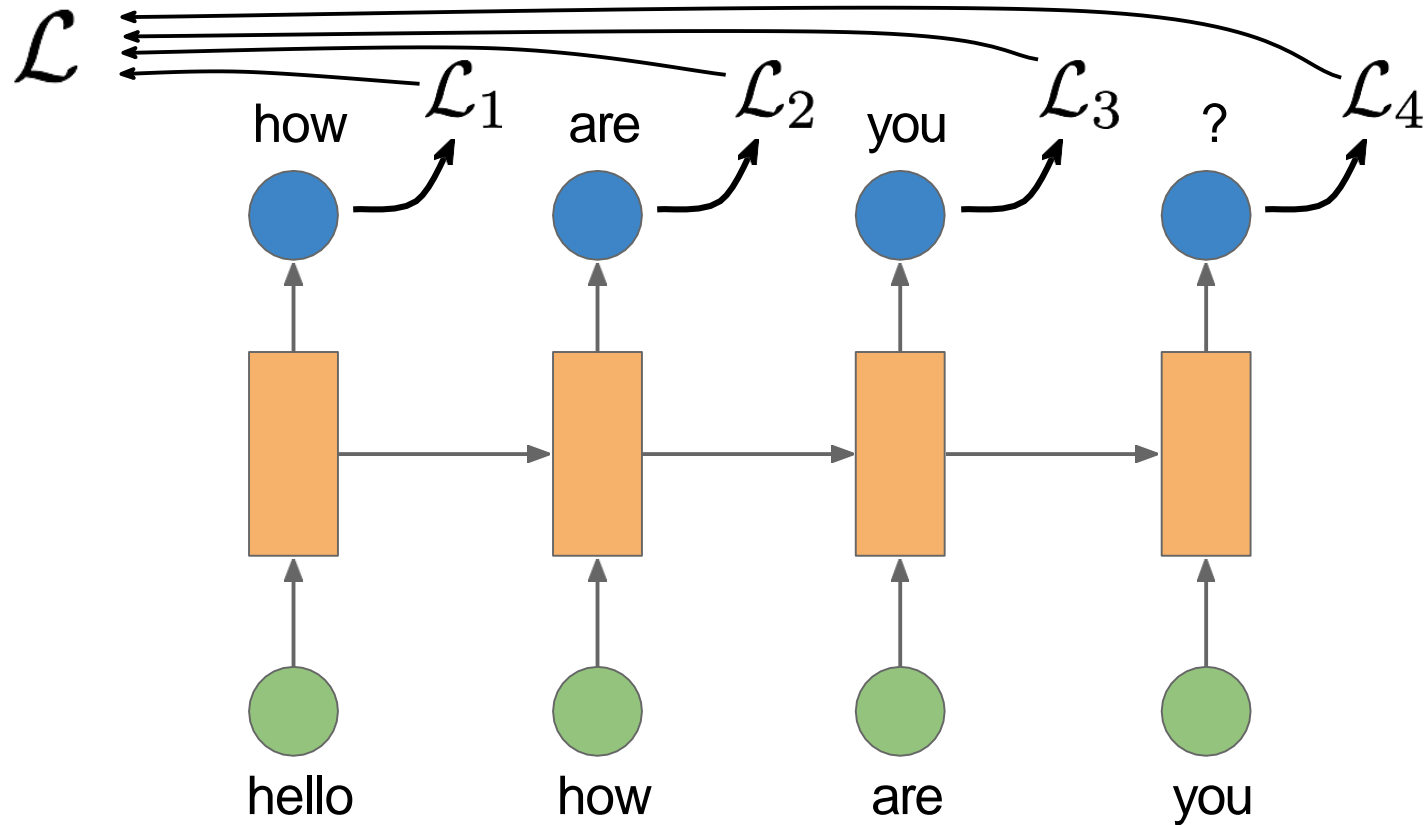 ℒ
ℒ₁ ℒ₂ ℒ₃ ℒ₄
how are you ?
hello how are you